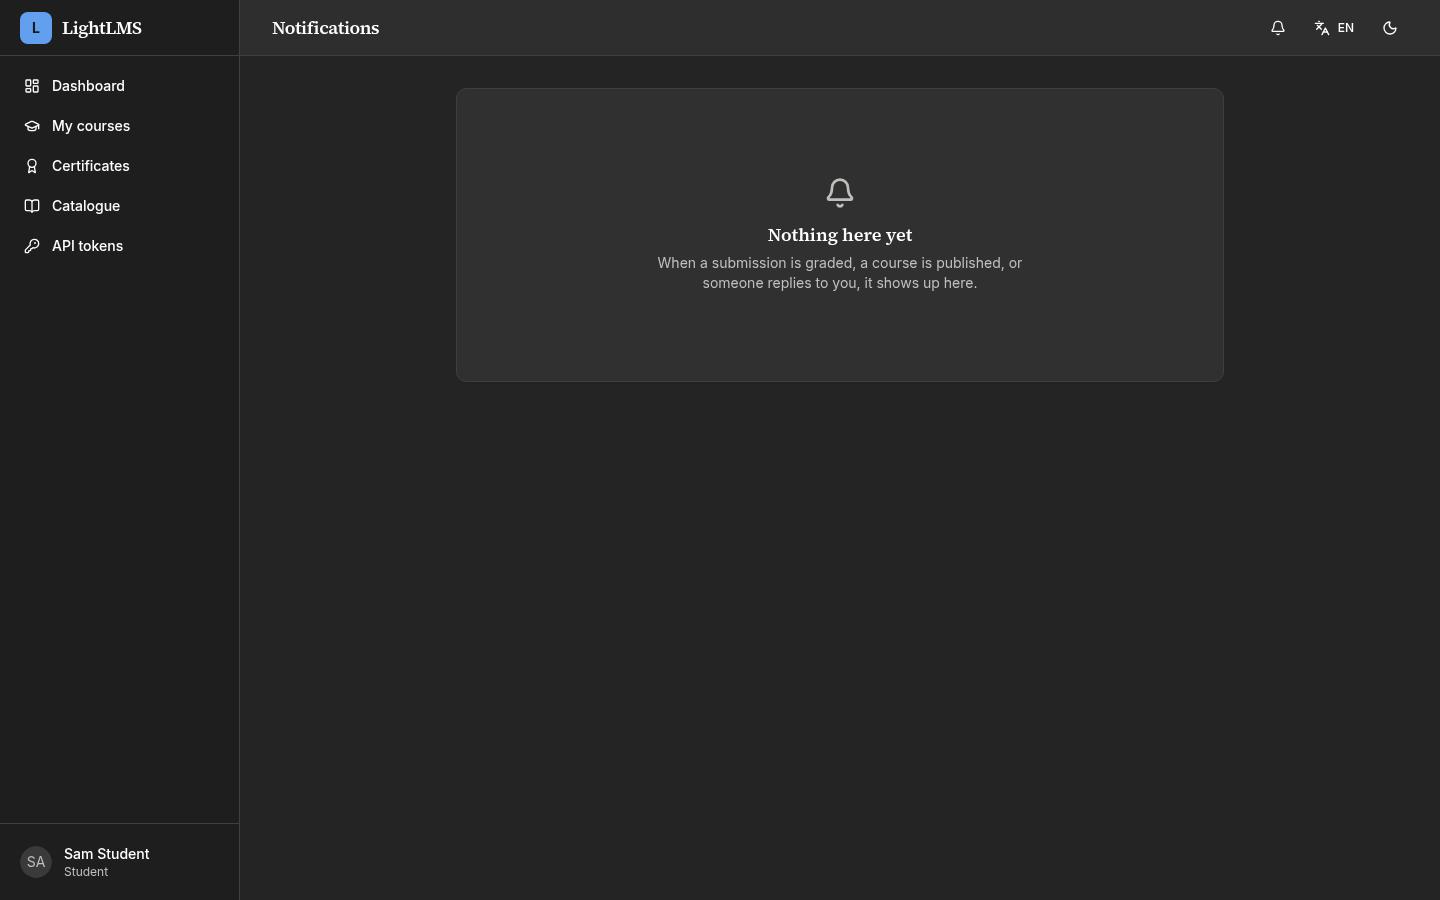 L LightLMS
Notifications
EN
Dashboard
My courses
Certificates
Catalogue
API tokens
Nothing here yet
When a submission is graded, a course is published, or
someone replies to you, it shows up here.
SA
Sam Student
Student